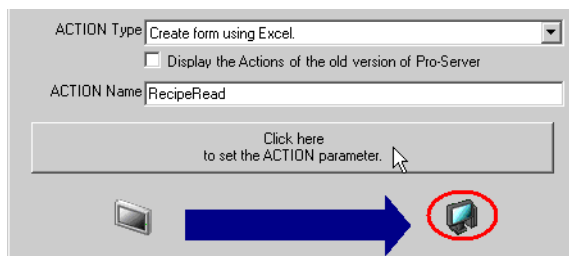 ACTION Type Create form using Excel.
Display the Actions of the old version of Pro-Server
ACTION Name RecipeRead
Click here
to set the ACTION parameter.